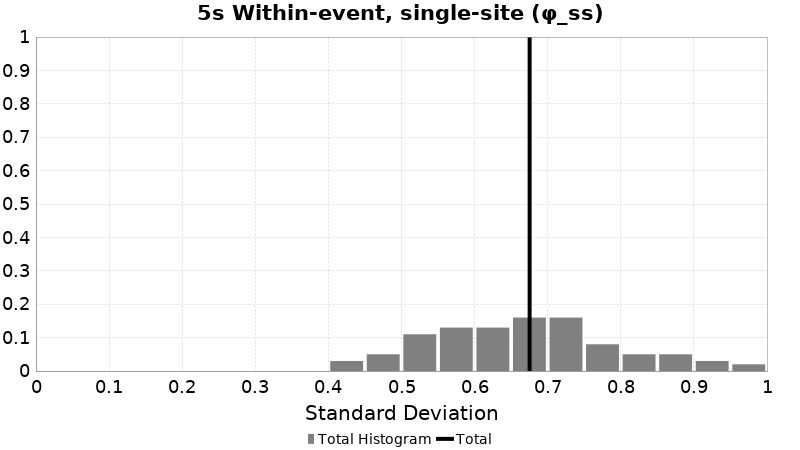 5s Within-event, single-site (φ_ss)
1
0.9
0.8
0.7
0.6
0.5
0.4
0.3
0.2
0.1
0
0 0.1 0.2 0.3 0.4 0.5 0.6 0.7 0.8 0.9 1
Standard Deviation
Total Histogram Total